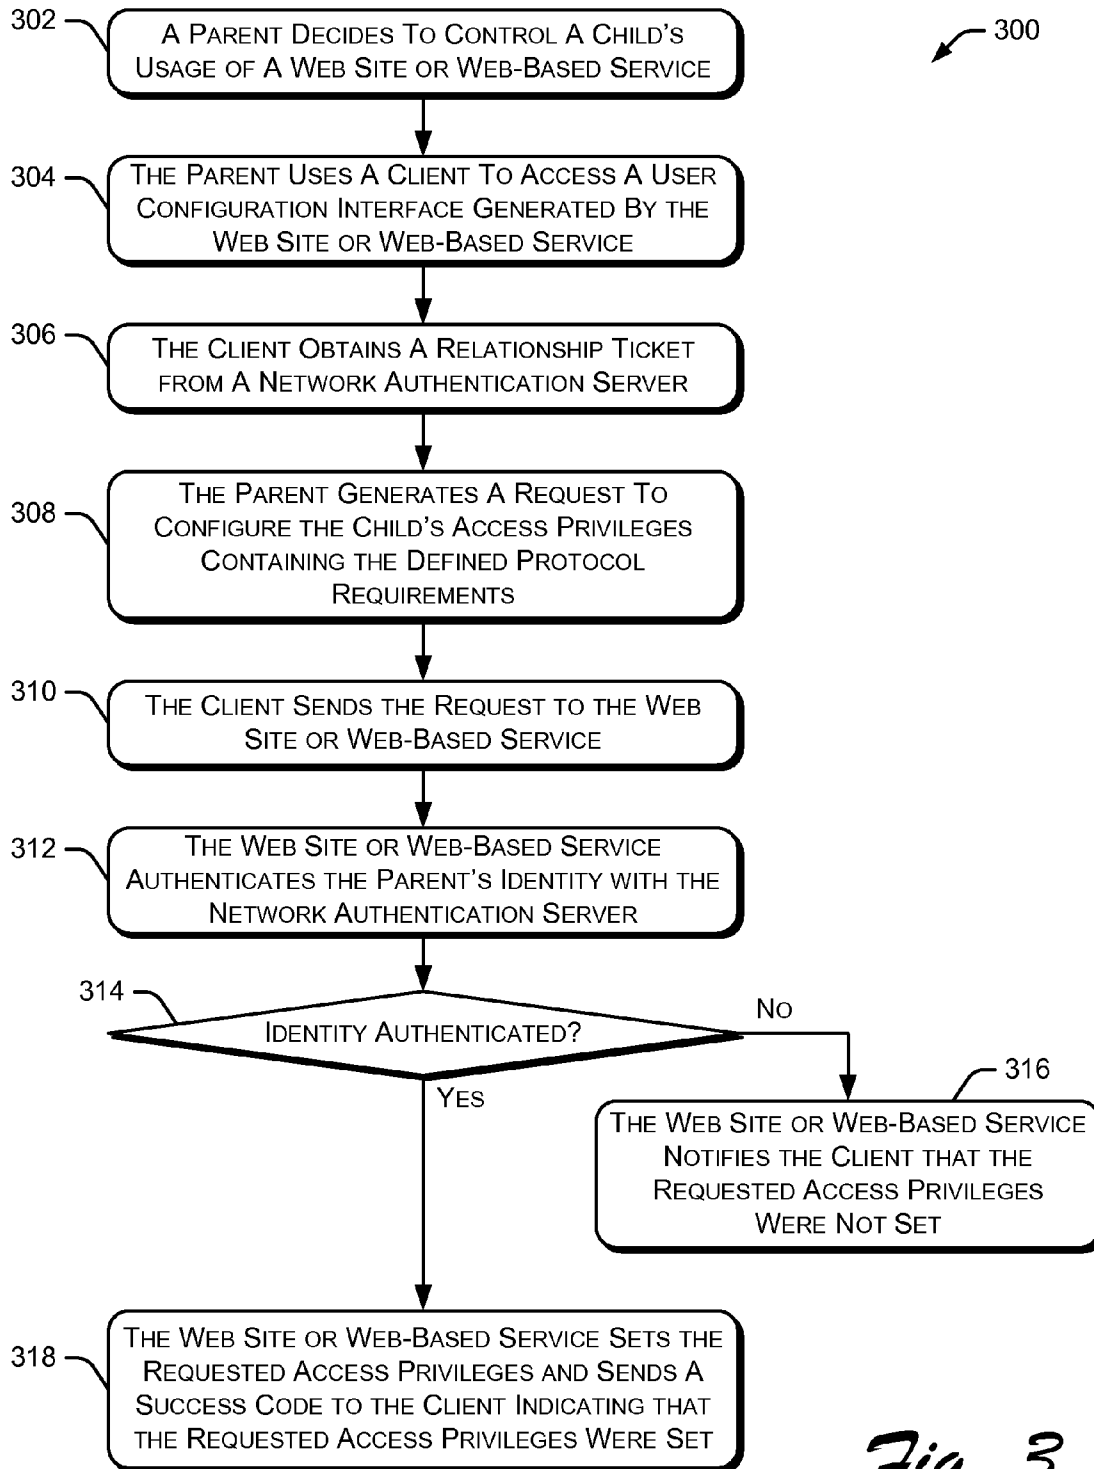 300
302
A PARENT DECIDES TO CONTROL A CHILD'S
USAGE OF A WEB SITE OR WEB-BASED SERVICE
304
THE PARENT USES A CLIENT TO ACCESS A USER
CONFIGURATION INTERFACE GENERATED BY THE
WEB SITE OR WEB-BASED SERVICE
306
THE CLIENT OBTAINS A RELATIONSHIP TICKET
FROM A NETWORK AUTHENTICATION SERVER
308
THE PARENT GENERATES A REQUEST TO
CONFIGURE THE CHILD'S ACCESS PRIVILEGES
CONTAINING THE DEFINED PROTOCOL
REQUIREMENTS
310
THE CLIENT SENDS THE REQUEST TO THE WEB
SITE OR WEB-BASED SERVICE
312
THE WEB SITE OR WEB-BASED SERVICE
AUTHENTICATES THE PARENT'S IDENTITY WITH THE
NETWORK AUTHENTICATION SERVER
314
IDENTITY AUTHENTICATED?
NO
YES
316
THE WEB SITE OR WEB-BASED SERVICE
NOTIFIES THE CLIENT THAT THE
REQUESTED ACCESS PRIVILEGES
WERE NOT SET
318
THE WEB SITE OR WEB-BASED SERVICE SETS THE
REQUESTED ACCESS PRIVILEGES AND SENDS A
SUCCESS CODE TO THE CLIENT INDICATING THAT
THE REQUESTED ACCESS PRIVILEGES WERE SET
Fig. 3